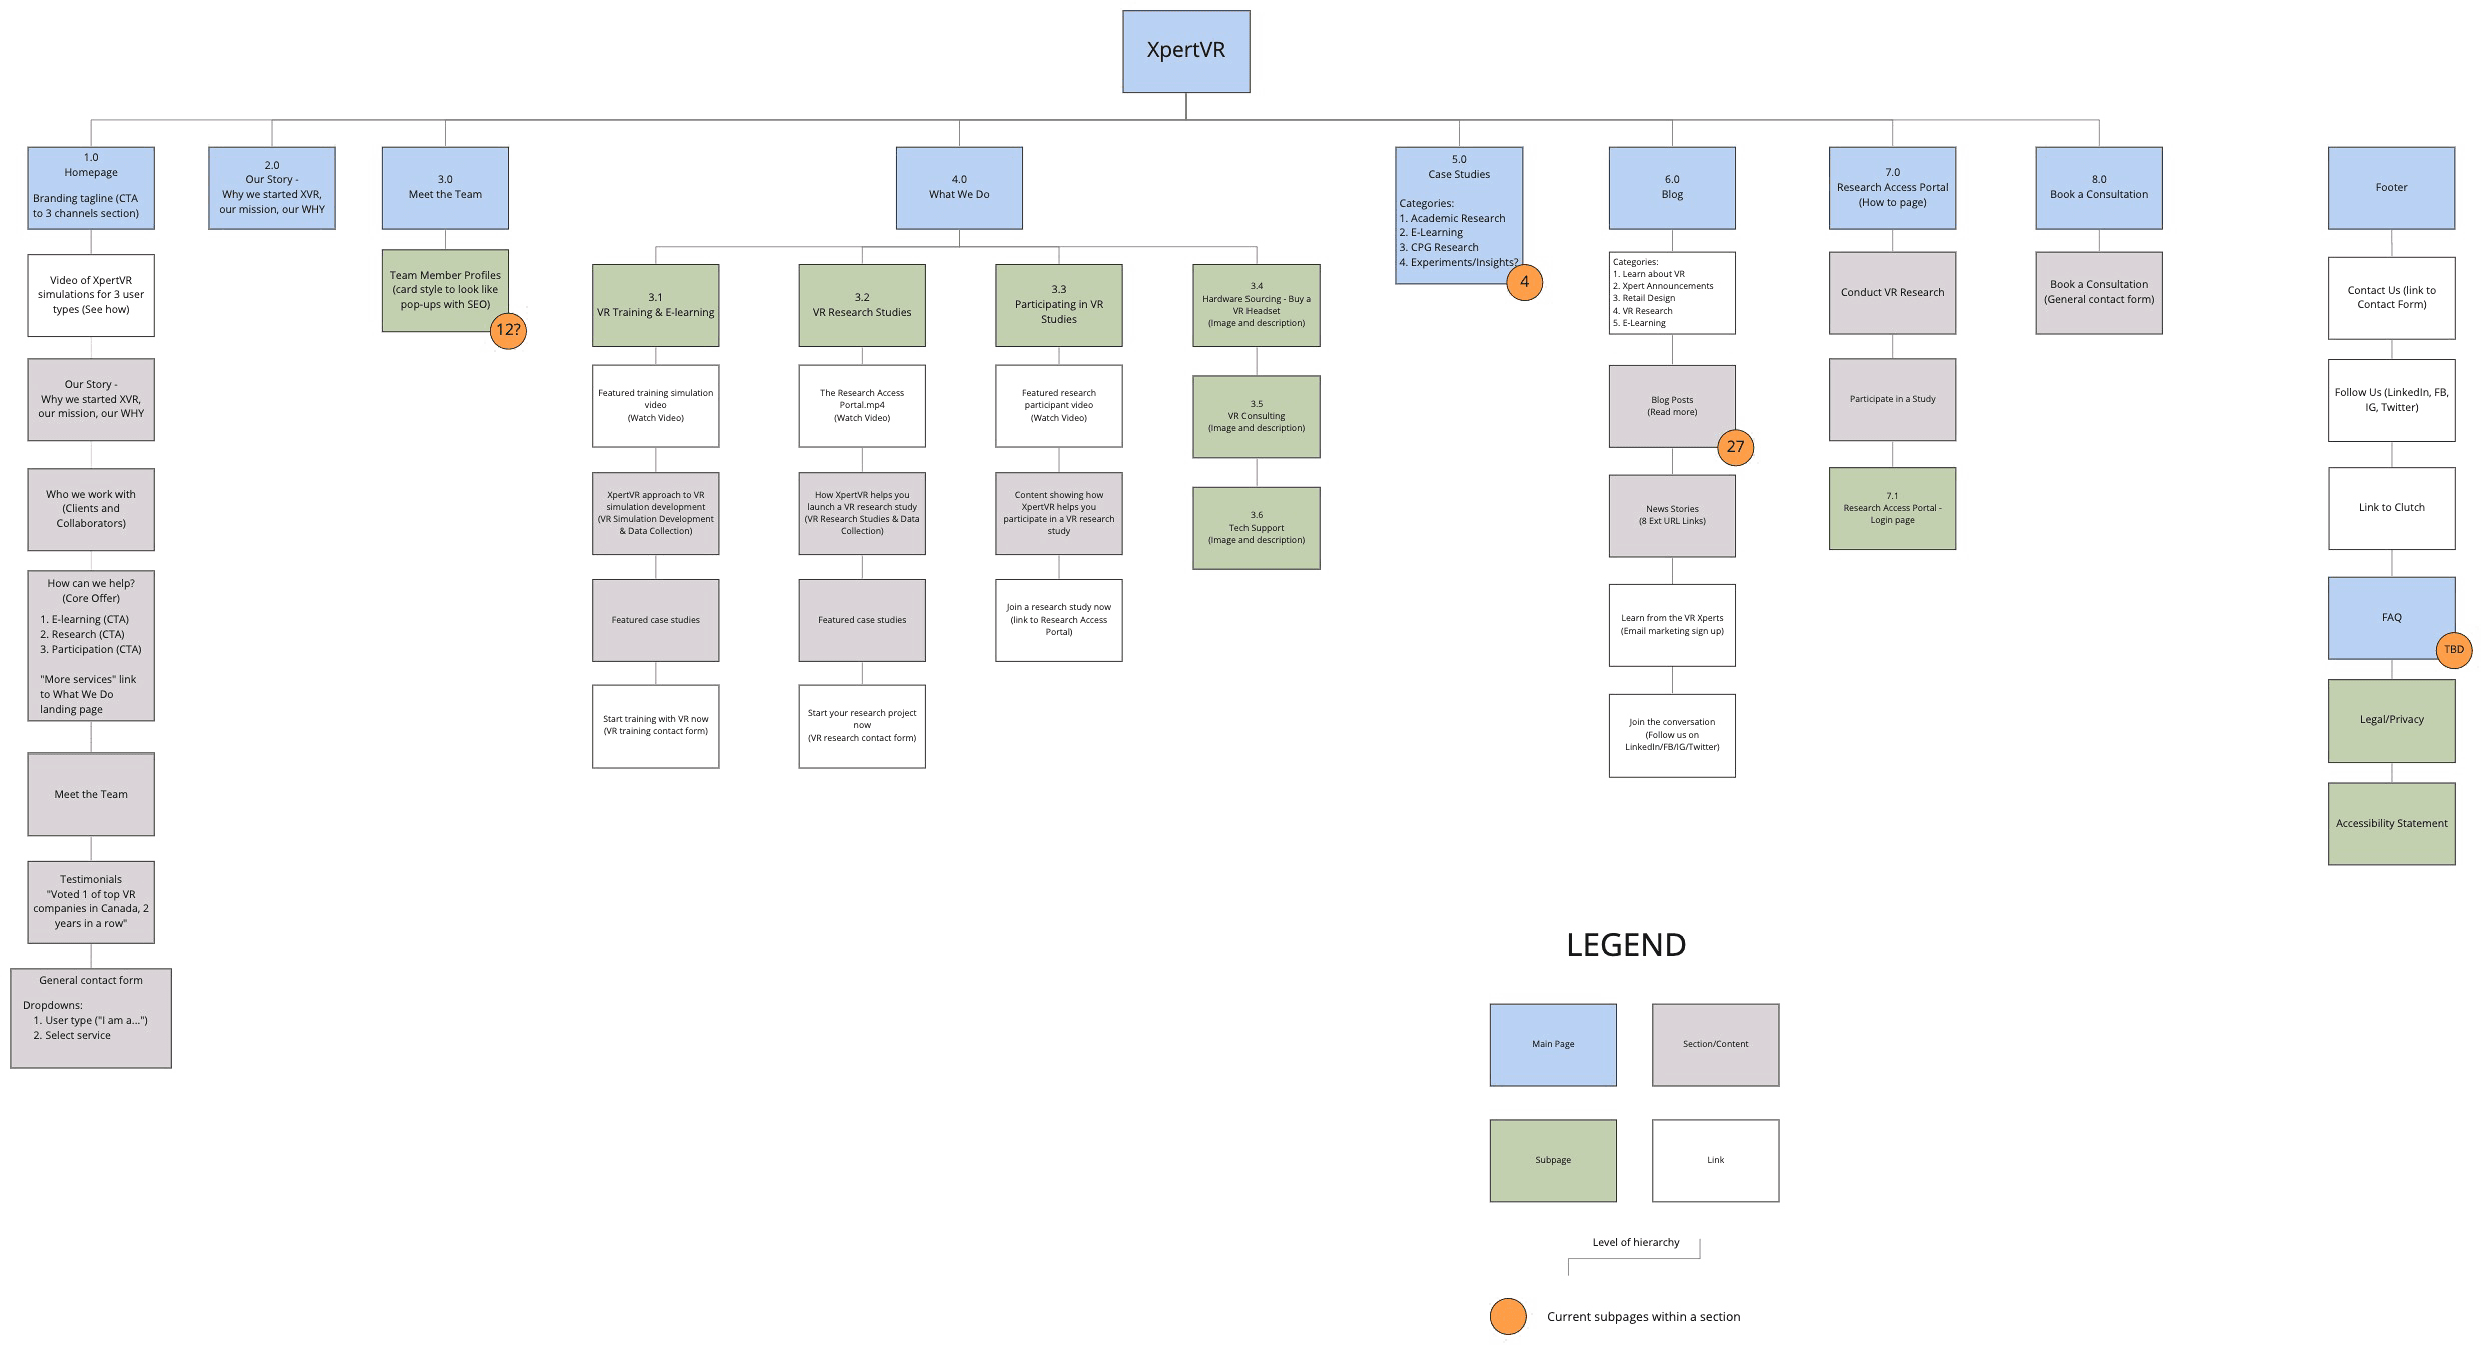 XpertVR
1.0
Homepage
Branding tagline (CTA
to 3 channels section)
Video of XpertVR
simulations for 3 user
types (See how)
Our Story -
Why we started XVR,
our mission, our WHY
Who we work with
(Clients and
Collaborators)
How can we help?
(Core Offer)
1. E-learning (CTA)
2. Research (CTA)
3. Participation (CTA)
"More services" link
to What We Do
landing page
Meet the Team
Testimonials
"Voted 1 of top VR
companies in Canada, 2
years in a row"
General contact form
Dropdowns:
1. User type ("I am a...")
2. Select service
2.0
Our Story -
Why we started XVR,
our mission, our WHY
3.0
Meet the Team
Team Member Profiles
(card style to look like
pop-ups with SEO)
12?
4.0
What We Do
3.1
VR Training & E-learning
Featured training simulation
video
(Watch Video)
XpertVR approach to VR
simulation development
(VR Simulation Development
& Data Collection)
Featured case studies
Start training with VR now
(VR training contact form)
3.2
VR Research Studies
The Research Access
Portal.mp4
(Watch Video)
How XpertVR helps you
launch a VR research study
(VR Research Studies & Data
Collection)
Featured case studies
Start your research project
now
(VR research contact form)
3.3
Participating in VR
Studies
Featured research
participant video
(Watch Video)
Content showing how
XpertVR helps you
participate in a VR research
study
Join a research study now
(link to Research Access
Portal)
3.4
Hardware Sourcing - Buy a
VR Headset
(Image and description)
3.5
VR Consulting
(Image and description)
3.6
Tech Support
(Image and description)
5.0
Case Studies
Categories:
1. Academic Research
2. E-Learning
3. CPG Research
4. Experiments/Insights?
4
6.0
Blog
Categories:
1. Learn about VR
2. Xpert Announcements
3. Retail Design
4. VR Research
5. E-Learning
Blog Posts
(Read more)
27
News Stories
(8 Ext URL Links)
Learn from the VR Xperts
(Email marketing sign up)
Join the conversation
(Follow us on
LinkedIn/FB/IG/Twitter)
7.0
Research Access Portal
(How to page)
Conduct VR Research
Participate in a Study
7.1
Research Access Portal -
Login page
8.0
Book a Consultation
Book a Consultation
(General contact form)
Footer
Contact Us (link to
Contact Form)
Follow Us (LinkedIn, FB,
IG, Twitter)
Link to Clutch
FAQ
TBD
Legal/Privacy
Accessibility Statement
LEGEND
Main Page
Section/Content
Subpage
Link
Level of hierarchy
Current subpages within a section